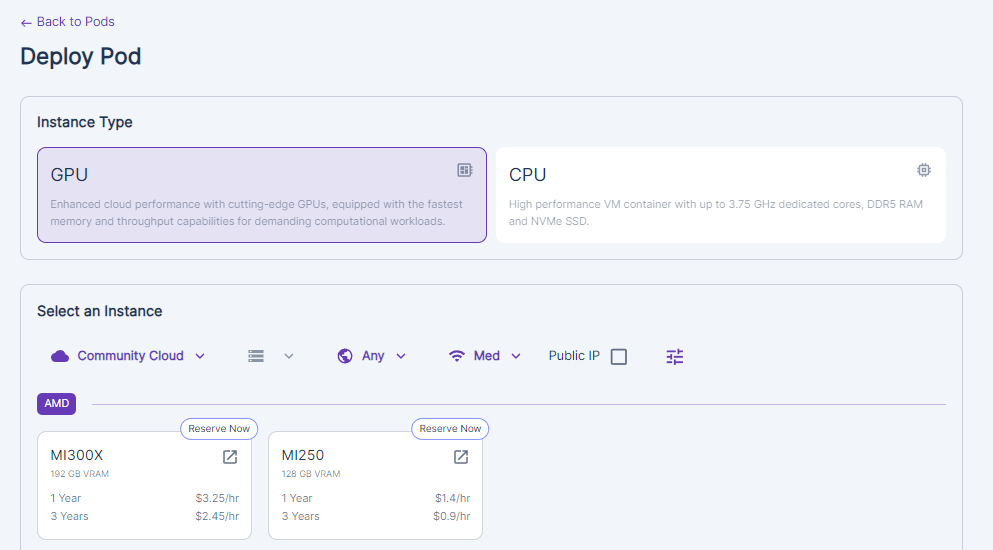 ← Back to Pods
Deploy Pod
Instance Type
GPU
Enhanced cloud performance with cutting-edge GPUs, equipped with the fastest
memory and throughput capabilities for demanding computational workloads.
CPU
High performance VM container with up to 3.75 GHz dedicated cores, DDR5 RAM
and NVMe SSD.
Select an Instance
Community Cloud
Any
Med
Public IP
AMD
Reserve Now
MI300X
192 GB VRAM
1 Year $3.25/hr
3 Years $2.45/hr
Reserve Now
MI250
128 GB VRAM
1 Year $1.4/hr
3 Years $0.9/hr